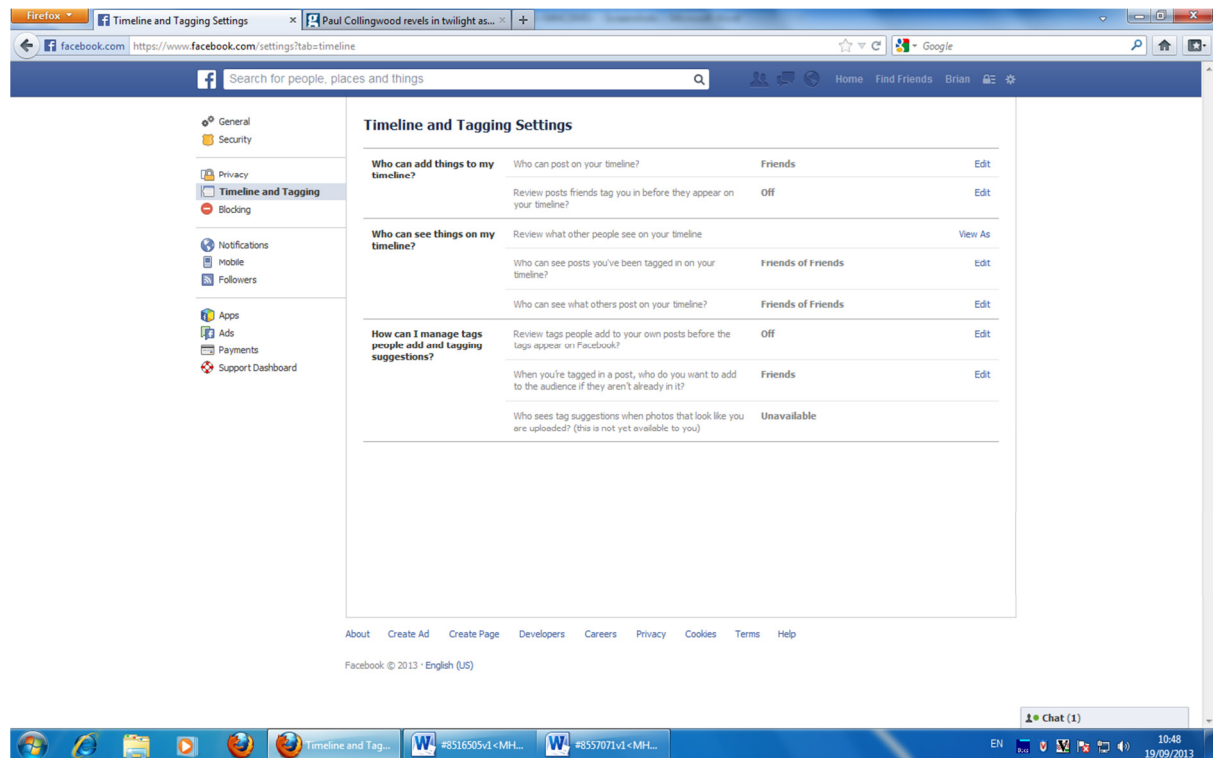 Firefox
Timeline and Tagging Settings
Paul Collingwood revels in twilight as...
facebook.com https://www.facebook.com/settings?tab=timeline
Google
Search for people, places and things
Home Find Friends Brian
General
Security
Privacy
Timeline and Tagging
Blocking
Notifications
Mobile
Followers
Apps
Ads
Payments
Support Dashboard
Timeline and Tagging Settings
Who can add things to my
timeline?
Who can post on your timeline? Friends Edit
Review posts friends tag you in before they appear on
your timeline?
Off Edit
Who can see things on my
timeline?
Review what other people see on your timeline View As
Who can see posts you've been tagged in on your
timeline?
Friends of Friends Edit
Who can see what others post on your timeline? Friends of Friends Edit
How can I manage tags
people add and tagging
suggestions?
Review tags people add to your own posts before the
tags appear on Facebook?
Off Edit
When you're tagged in a post, who do you want to add
to the audience if they aren't already in it?
Friends Edit
Who sees tag suggestions when photos that look like you
are uploaded? (this is not yet available to you)
Unavailable
About Create Ad Create Page Developers Careers Privacy Cookies Terms Help
Facebook © 2013 · English (US)
Chat (1)
Timeline and Tag... #8516505v1<MH... #8557071v1<MH...
EN
10:48
19/09/2013